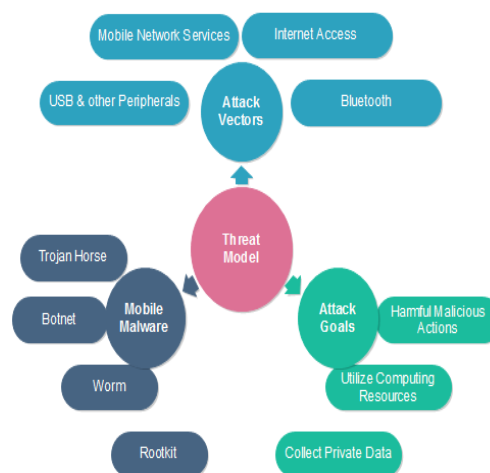 Mobile Network Services
Internet Access
USB & other Peripherals
Attack
Vectors
Bluetooth
Threat
Model
Trojan Horse
Botnet
Mobile
Malware
Worm
Rootkit
Attack
Goals
Harmful Malicious
Actions
Utilize Computing
Resources
Collect Private Data